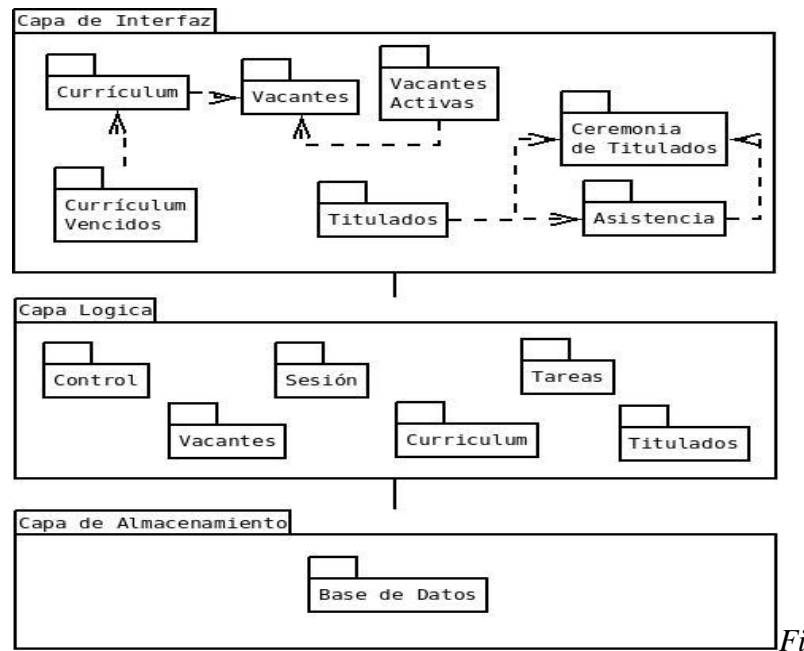 Capa de Interfaz
Currículum
Vacantes
Vacantes
Activas
Ceremonia
de Titulados
Currículum
Vencidos
Titulados
Asistencia
Capa Logica
Control
Sesión
Tareas
Vacantes
Curriculum
Titulados
Capa de Almacenamiento
Base de Datos
Fi